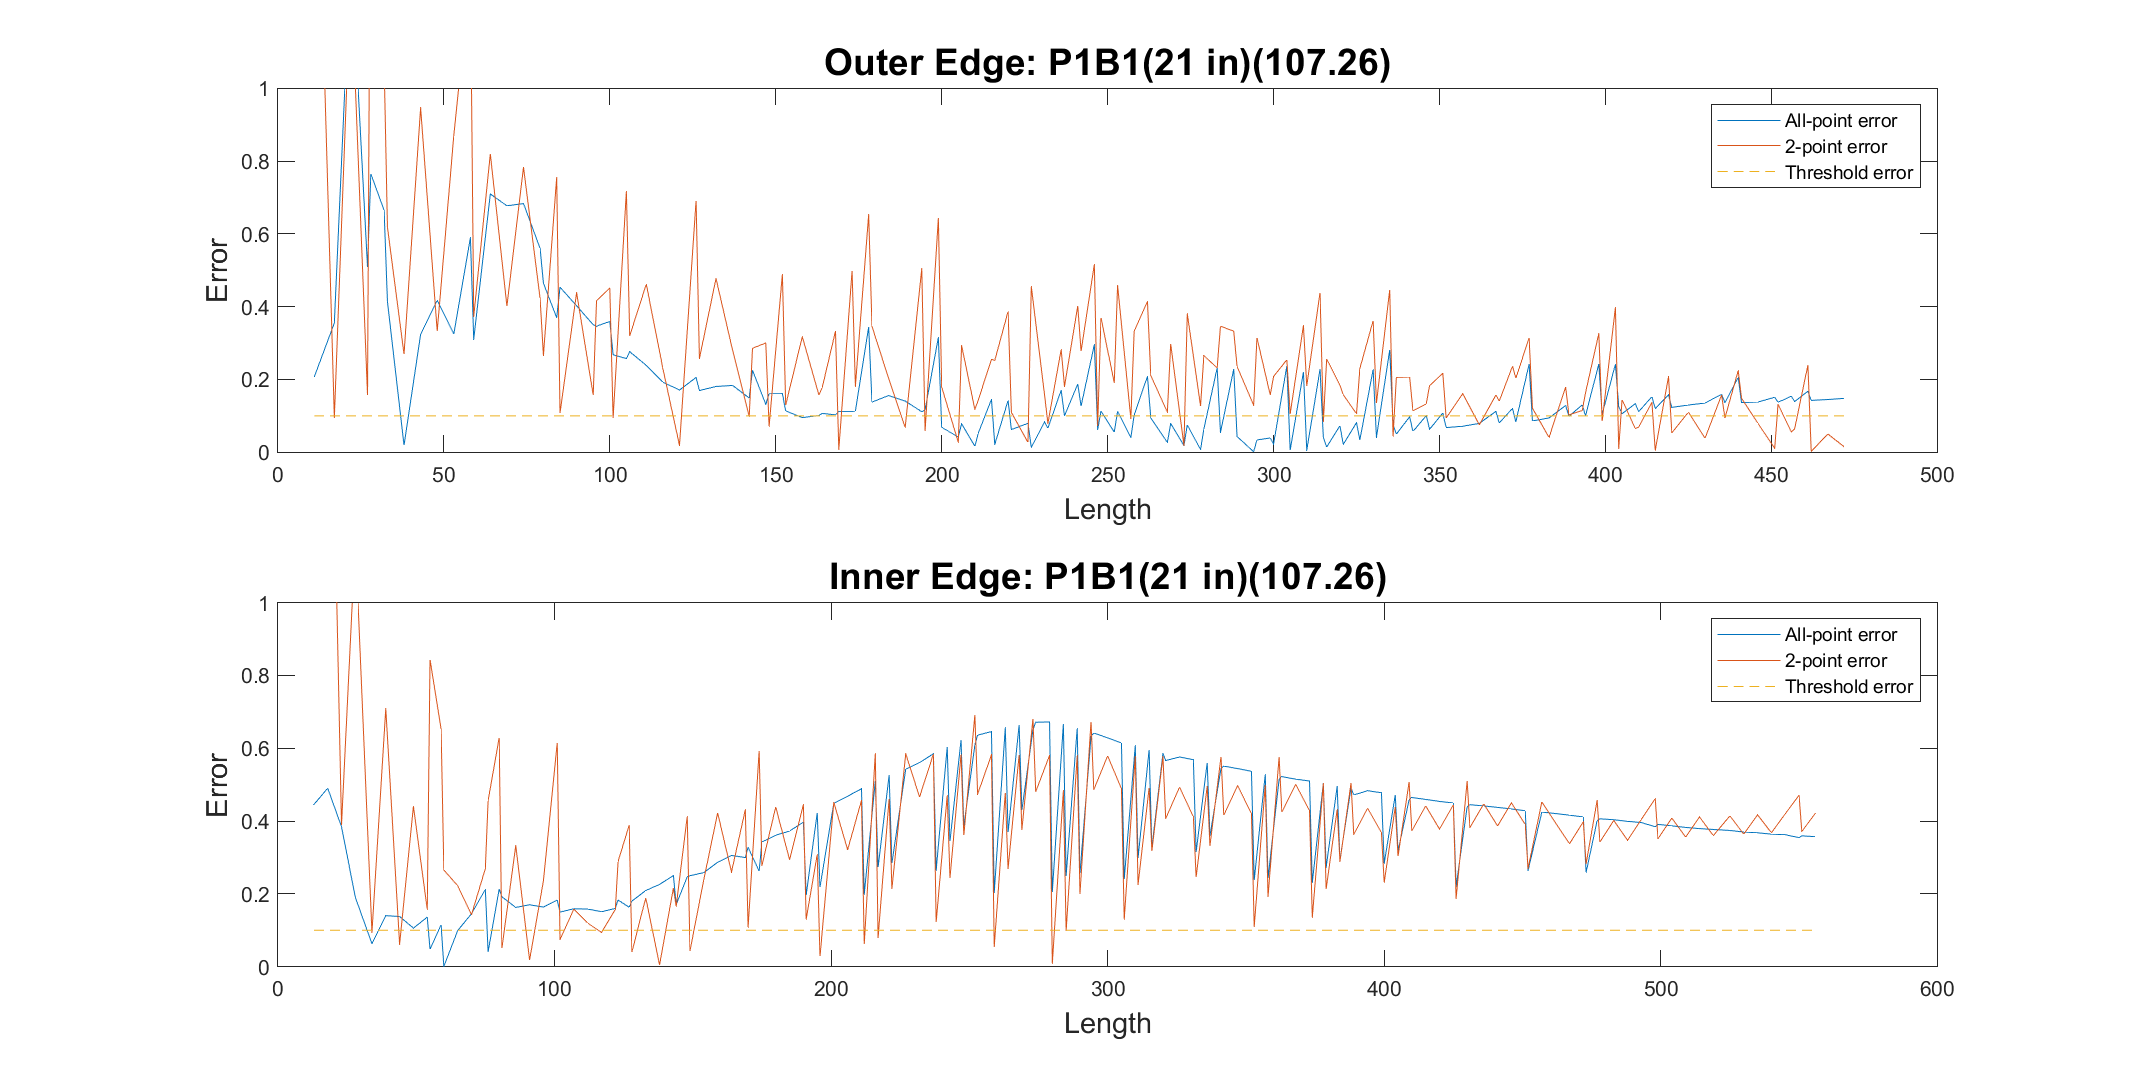 Outer Edge: P1B1(21 in)(107.26)
1
0.8
0.6
0.4
0.2
0
Error
All-point error
2-point error
Threshold error
0 50 100 150 200 250 300 350 400 450 500
Length
Inner Edge: P1B1(21 in)(107.26)
1
0.8
0.6
0.4
0.2
0
Error
All-point error
2-point error
Threshold error
0 100 200 300 400 500 600
Length